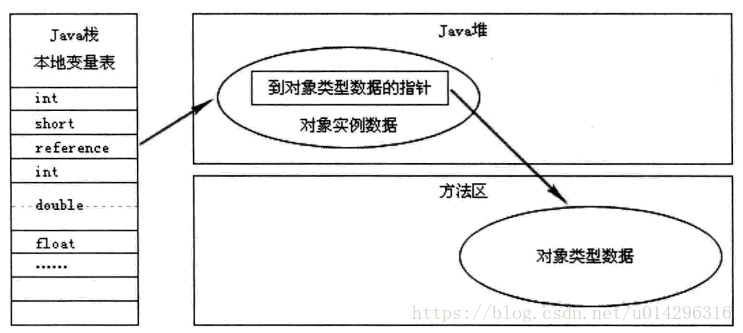 Java栈
本地变量表
int
short
reference
int
double
float
……
Java堆
到对象类型数据的指针
对象实例数据
方法区
对象类型数据
https://blog.csdn.net/u014296316